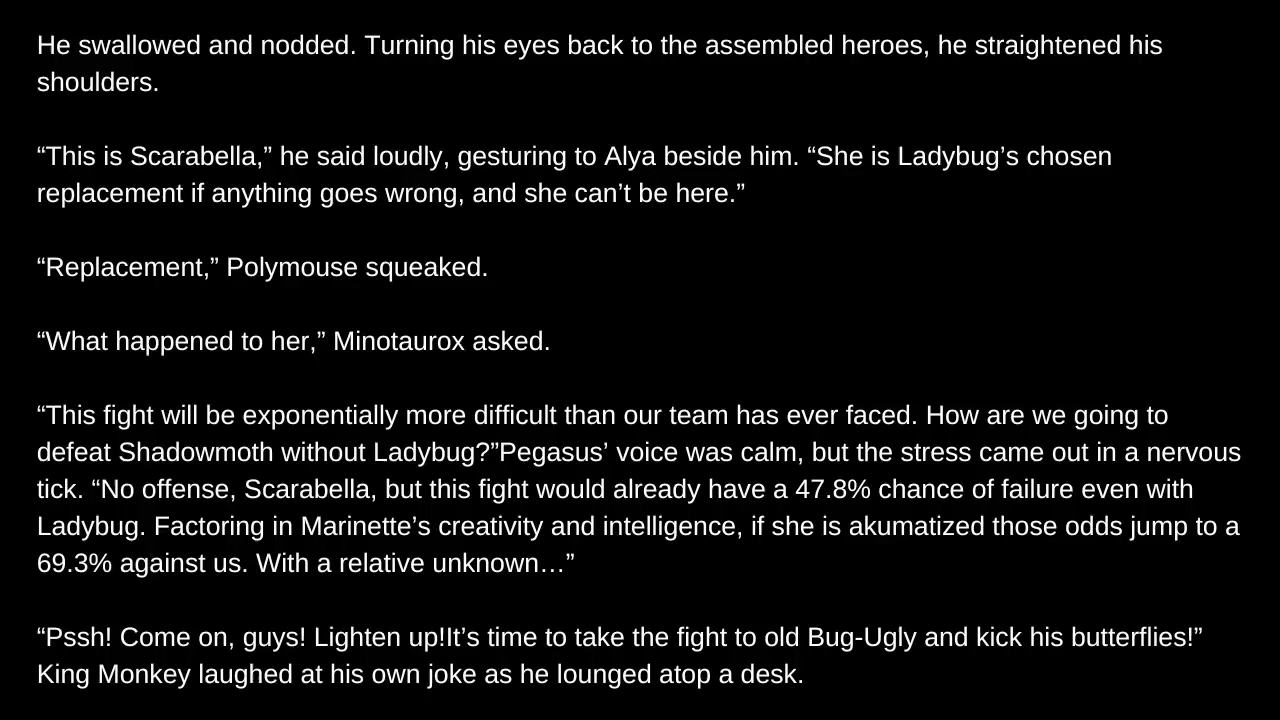 He swallowed and nodded. Turning his eyes back to the assembled heroes, he straightened his
shoulders.
“This is Scarabella,” he said loudly, gesturing to Alya beside him. “She is Ladybug’s chosen
replacement if anything goes wrong, and she can’t be here.”
“Replacement,” Polymouse squeaked.
“What happened to her,” Minotaurox asked.
“This fight will be exponentially more difficult than our team has ever faced. How are we going to
defeat Shadowmoth without Ladybug?”Pegasus’ voice was calm, but the stress came out in a nervous
tick. “No offense, Scarabella, but this fight would already have a 47.8% chance of failure even with
Ladybug. Factoring in Marinette’s creativity and intelligence, if she is akumatized those odds jump to a
69.3% against us. With a relative unknown…”
“Pssh! Come on, guys! Lighten up!It’s time to take the fight to old Bug-Ugly and kick his butterflies!”
King Monkey laughed at his own joke as he lounged atop a desk.